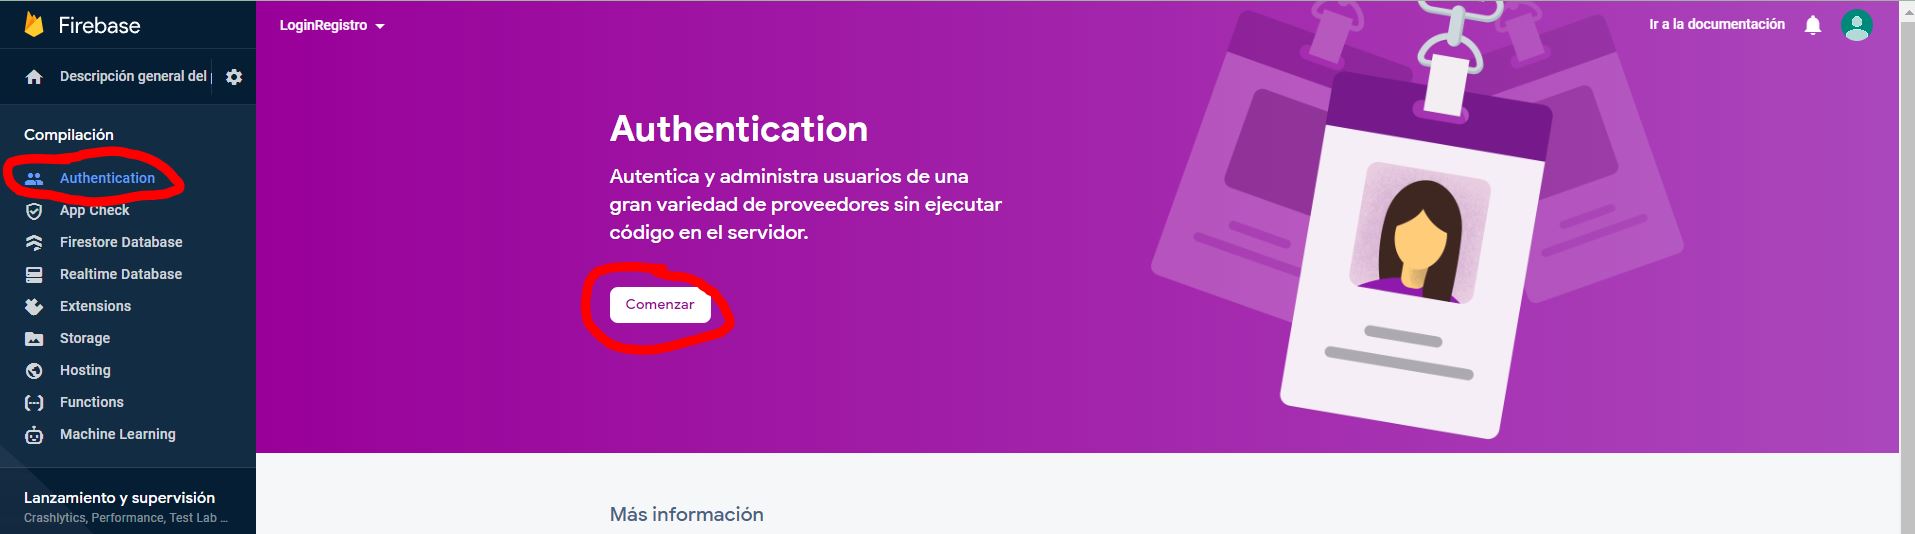 Firebase
LoginRegistro
Ir a la documentación
Descripción general del
Compilación
Authentication
App Check
Firestore Database
Realtime Database
Extensions
Storage
Hosting
Functions
Machine Learning
Lanzamiento y supervisión
Crashlytics, Performance, Test Lab ...
Authentication
Autentica y administra usuarios de una
gran variedad de proveedores sin ejecutar
código en el servidor.
Comenzar
Más información